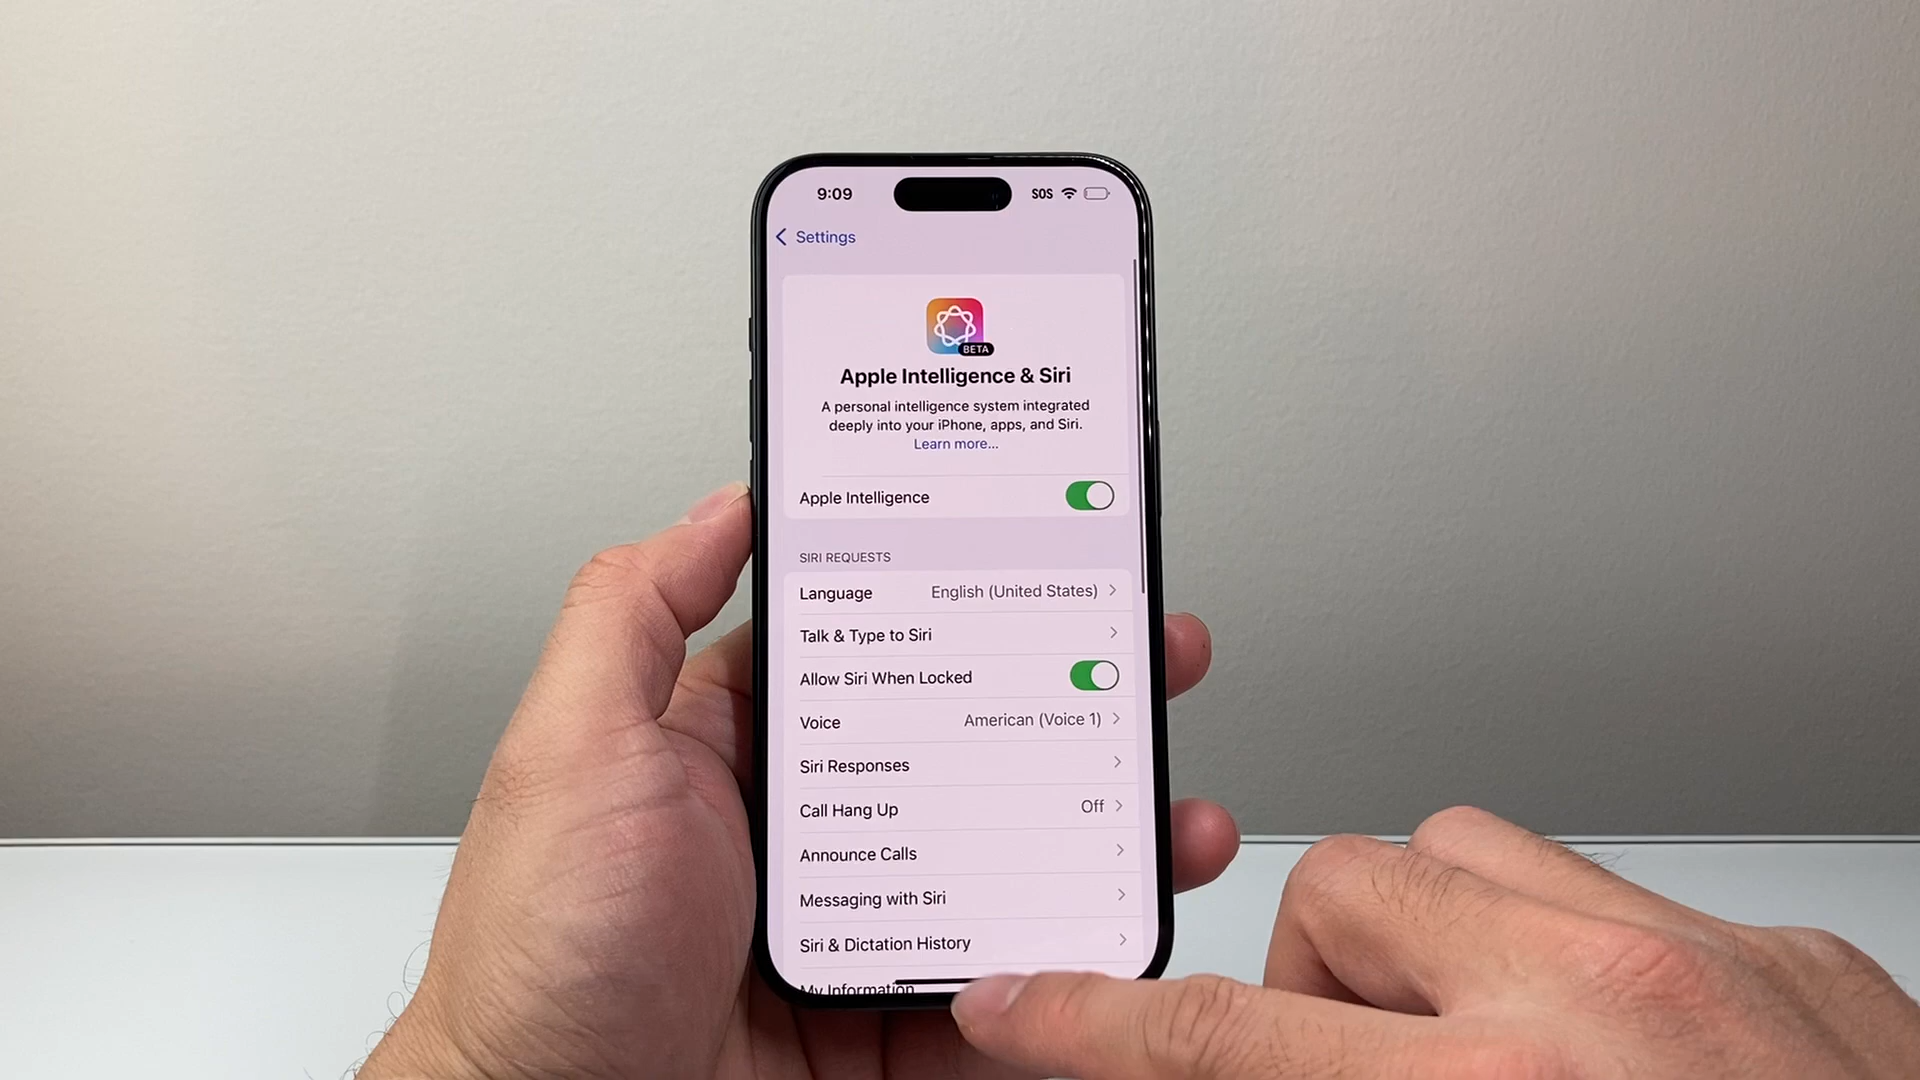 9:09
SOS
Settings
BETA
Apple Intelligence & Siri
A personal intelligence system integrated
deeply into your iPhone, apps, and Siri.
Learn more...
Apple Intelligence
SIRI REQUESTS
Language English (United States)
Talk & Type to Siri
Allow Siri When Locked
Voice American (Voice 1)
Siri Responses
Call Hang Up Off
Announce Calls
Messaging with Siri
Siri & Dictation History
My Information